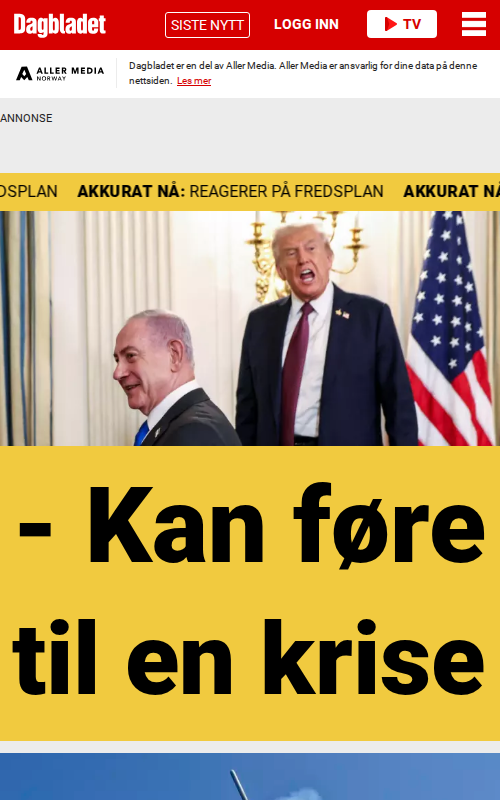 Dagbladet
SISTE NYTT
LOGG INN
TV
ALLER MEDIA
NORWAY
Dagbladet er en del av Aller Media. Aller Media er ansvarlig for dine data på denne
nettsiden. Les mer
ANNONSE
DSPLAN AKKURAT NÅ: REAGERER PÅ FREDSPLAN AKKURAT NÅ
- Kan føre
til en krise